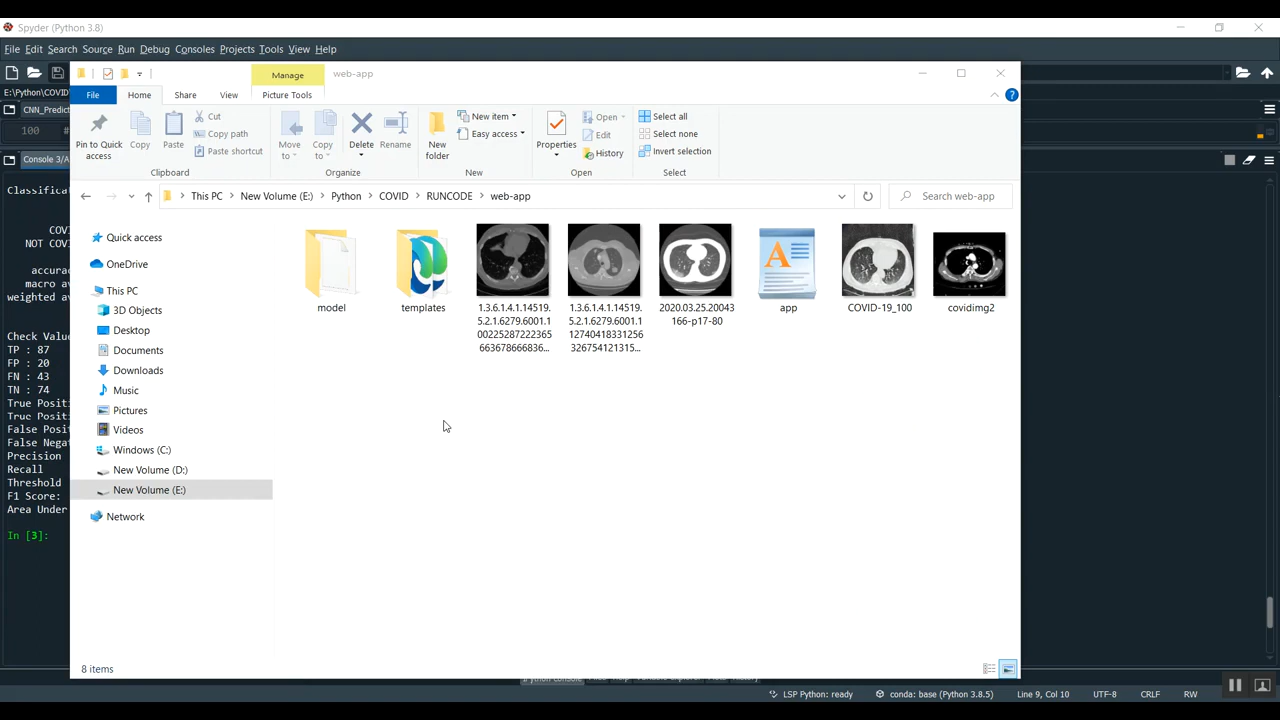 Spyder (Python 3.8)
File Edit Search Source Run Debug Consoles Projects Tools View Help
Manage web-app
File Home Share View Picture Tools
E:\Python\COVID
CNN_Predict
100 #
Console 3/A
Pin to Quick access
Copy
Paste
Cut
Copy path
Paste shortcut
Clipboard
Move to
Copy to
Delete
Rename
Organize
New folder
New item
Easy access
New
Properties
Open
Edit
History
Open
Select all
Select none
Invert selection
Select
This PC New Volume (E:) Python COVID RUNCODE web-app
Search web-app
Quick access
OneDrive
This PC
3D Objects
Desktop
Documents
Downloads
Music
Pictures
Videos
Windows (C:)
New Volume (D:)
New Volume (E:)
Network
model
templates
1.3.6.1.4.1.14519.
5.2.1.6279.6001.1
00225287222365
663678666836...
1.3.6.1.4.1.14519.
5.2.1.6279.6001.1
12740418331256
326754121315...
2020.03.25.20043
166-p17-80
app
COVID-19_100
covidimg2
8 items
Classificat
COVI
NOT COVI
accurac
macro av
weighted av
Check Valu
TP : 87
FP : 20
FN : 43
TN : 74
True Posit
True Posit
False Posi
False Nega
Precision
Recall
Threshold
F1 Score:
Area Under
In [3]:
LSP Python: ready
conda: base (Python 3.8.5)
Line 9, Col 10
UTF-8
CRLF
RW